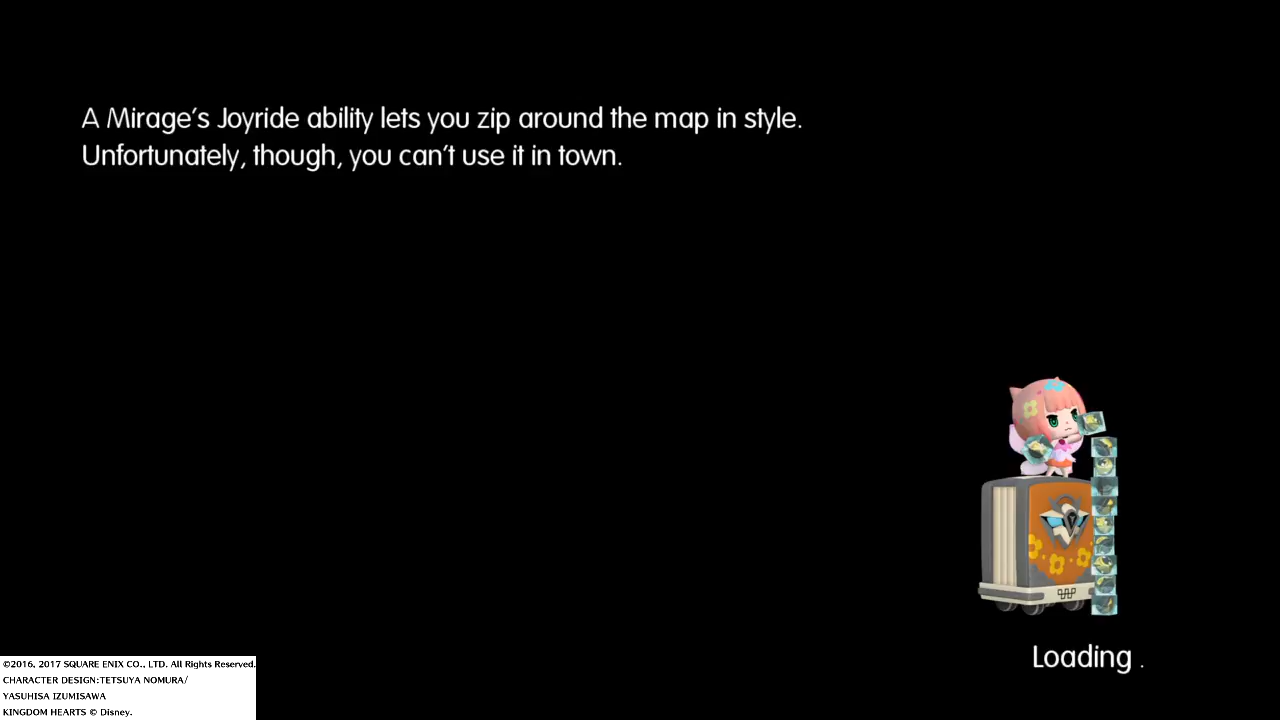 A Mirage's Joyride ability lets you zip around the map in style.
Unfortunately, though, you can't use it in town.
Loading .
©2016, 2017 SQUARE ENIX CO., LTD. All Rights Reserved.
CHARACTER DESIGN:TETSUYA NOMURA/
YASUHISA IZUMISAWA
KINGDOM HEARTS © Disney.